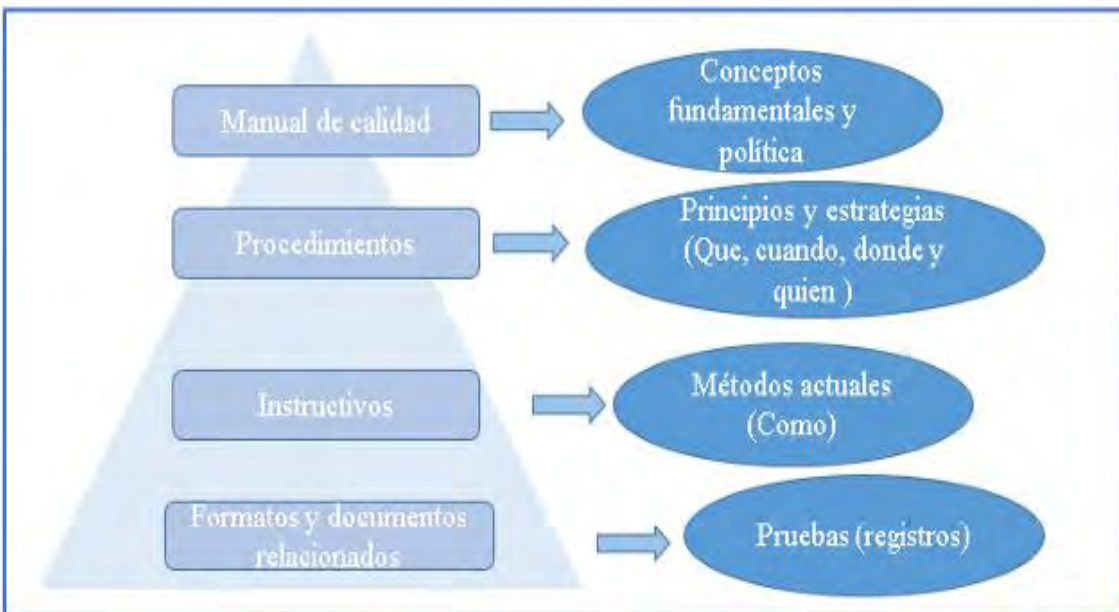 Manual de calidad
Conceptos
fundamentales y
política
Procedimientos
Principios y estrategias
(Que, cuando, donde y
quien )
Instructivos
Métodos actuales
(Como)
Formatos y documentos
relacionados
Pruebas (registros)